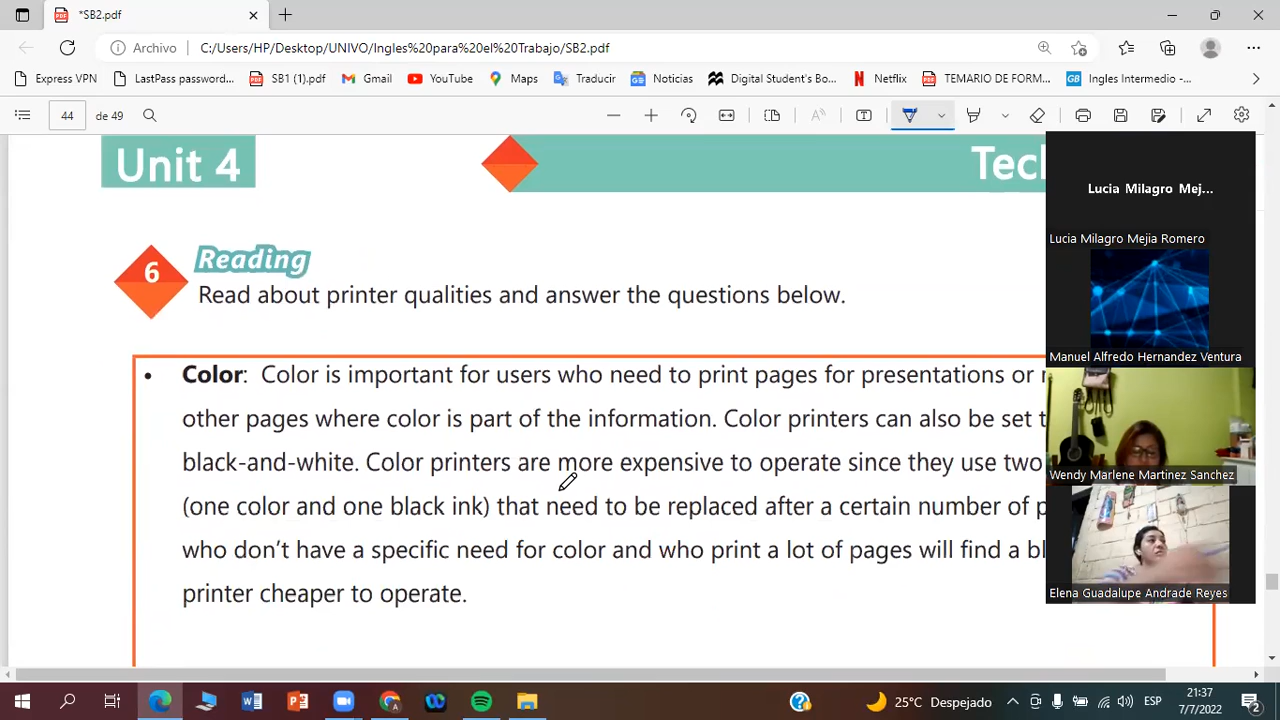 *SB2.pdf
Archivo C:/Users/HP/Desktop/UNIVO/Ingles%20para%20el%20Trabajo/SB2.pdf
Express VPN LastPass password... SB1 (1).pdf Gmail YouTube Maps Traducir Noticias Digital Student's Bo... Netflix TEMARIO DE FORM... Ingles Intermedio -...
44 de 49
Unit 4 Tech
6 Reading
Read about printer qualities and answer the questions below.
Lucia Milagro Mej...
Lucia Milagro Mejia Romero
Manuel Alfredo Hernandez Ventura
Wendy Marlene Martinez Sanchez
Elena Guadalupe Andrade Reyes
• Color: Color is important for users who need to print pages for presentations or
other pages where color is part of the information. Color printers can also be set
black-and-white. Color printers are more expensive to operate since they use two
(one color and one black ink) that need to be replaced after a certain number of
who don't have a specific need for color and who print a lot of pages will find a
printer cheaper to operate.
25°C Despejado ESP 21:37
7/7/2022 2